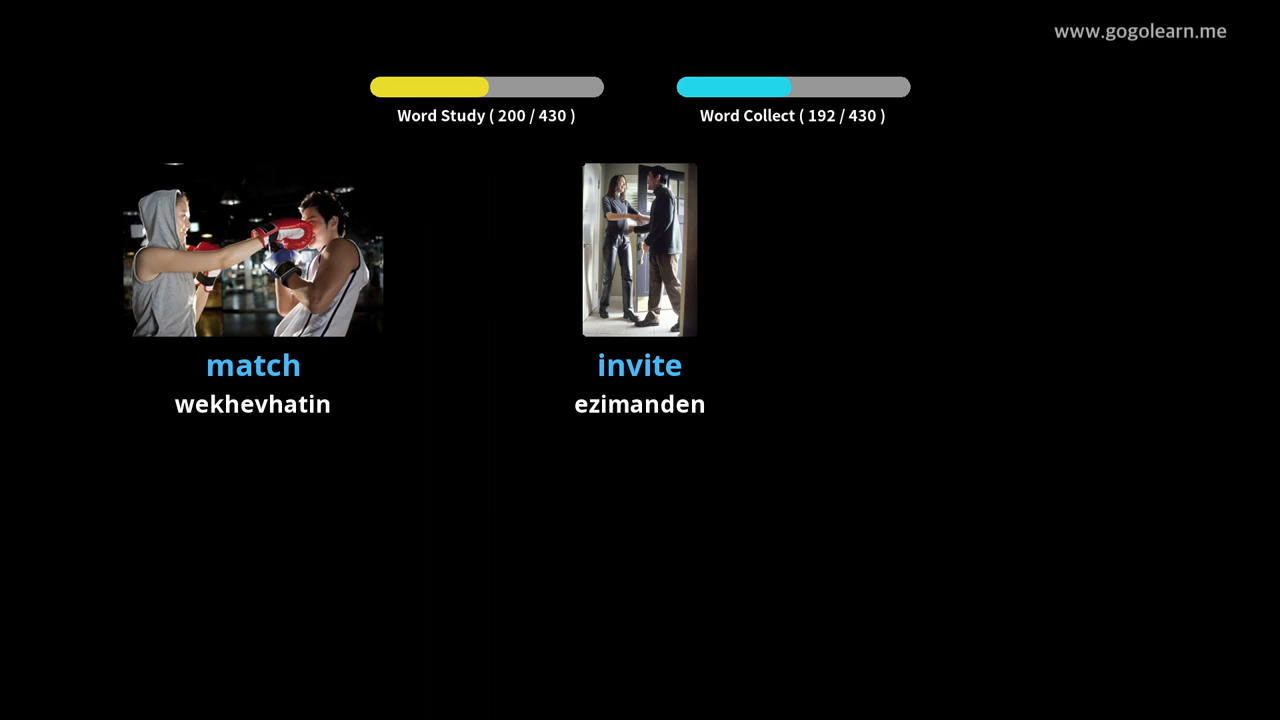 www.gogolearn.me
Word Study ( 200 / 430 )
Word Collect ( 192 / 430 )
match
wekhevhatin
invite
ezimanden